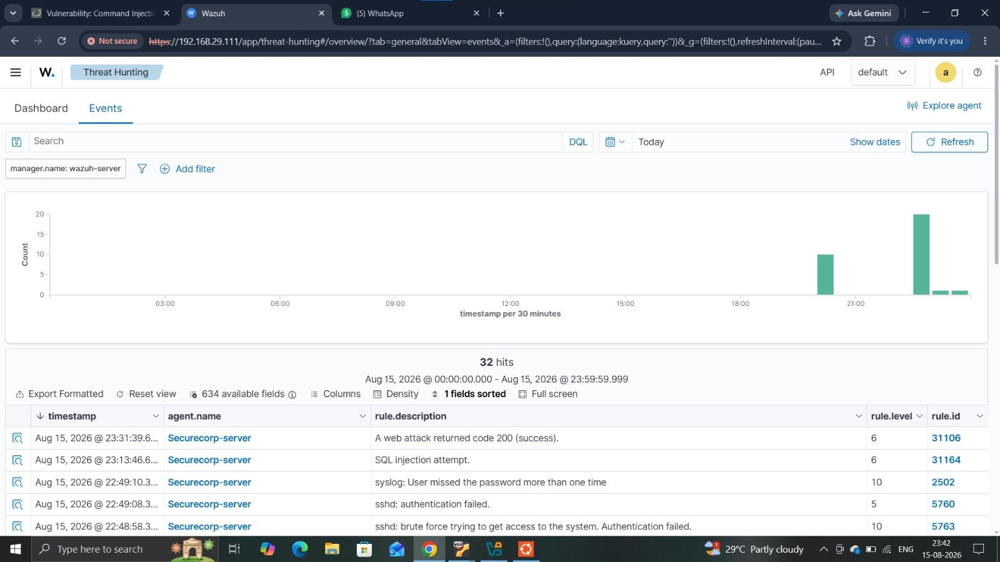 Vulnerability: Command Injectic
Wazuh
(5) WhatsApp
Ask Gemini
Not secure
https://192.168.29.111/app/threat-hunting#/overview/?tab=general&tabView=events&_a=(filters:!(),query:(language:kuery,query:''))&_g=(filters:!(),refreshInterval:(pau...
D
Verify it's you
W.
Threat Hunting
API
default
a
Dashboard
Events
Explore agent
Search
DQL
Today
Show dates
Refresh
manager.name: wazuh-server
Add filter
20
15
10
5
0
Count
03:00
06:00
09:00
12:00
15:00
18:00
21:00
timestamp per 30 minutes
32 hits
Aug 15, 2026 @ 00:00:00.000 - Aug 15, 2026 @ 23:59:59.999
Export Formatted
Reset view
634 available fields
Columns
Density
1 fields sorted
Full screen
timestamp agent.name rule.description rule.level rule.id
Aug 15, 2026 @ 23:31:39.6... Securecorp-server A web attack returned code 200 (success). 6 31106
Aug 15, 2026 @ 23:13:46.6... Securecorp-server SQL injection attempt. 6 31164
Aug 15, 2026 @ 22:49:10.3... Securecorp-server syslog: User missed the password more than one time 10 2502
Aug 15, 2026 @ 22:49:08.3... Securecorp-server sshd: authentication failed. 5 5760
Aug 15, 2026 @ 22:48:58.3... Securecorp-server sshd: brute force trying to get access to the system. Authentication failed. 10 5763
Type here to search
29°C Partly cloudy
ENG
23:42
15-08-2026